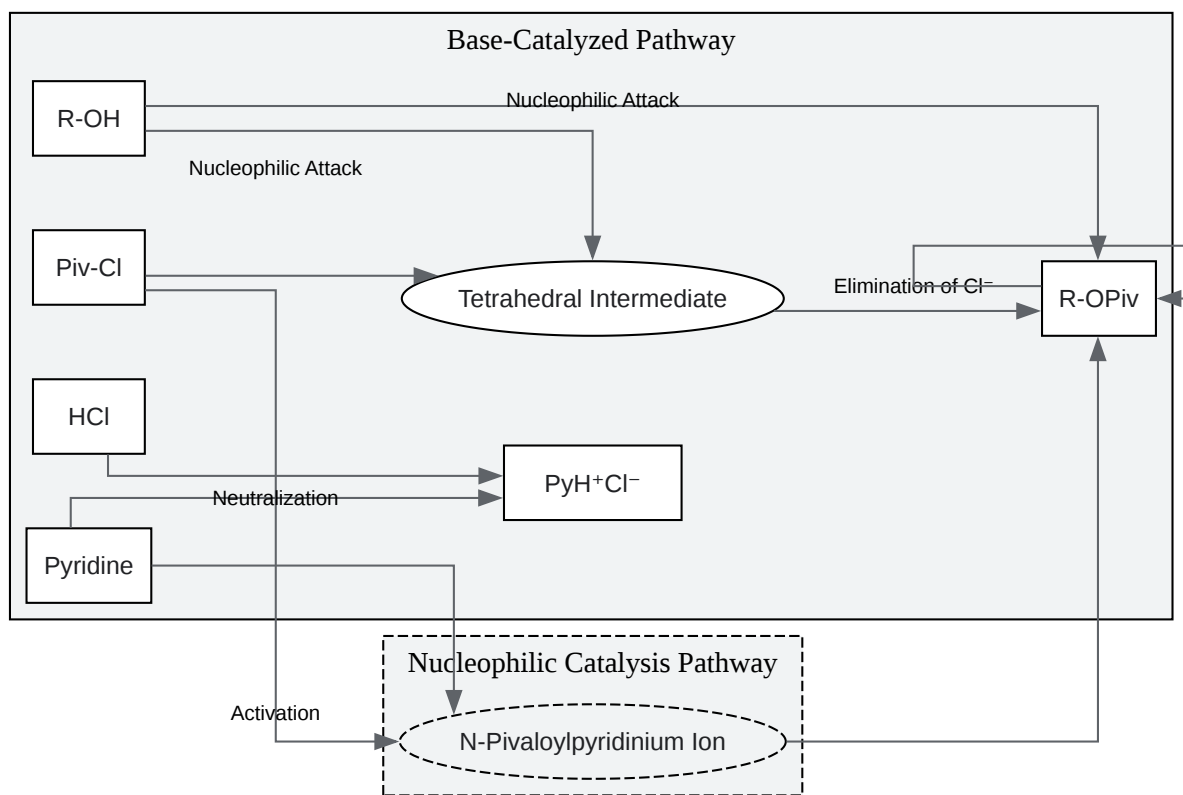 Base-Catalyzed Pathway
R-OH
Nucleophilic Attack
Nucleophilic Attack
Piv-Cl
Tetrahedral Intermediate
Elimination of Cl⁻
R-OPiv
HCl
PyH⁺Cl⁻
Neutralization
Pyridine
Nucleophilic Catalysis Pathway
Activation
N-Pivaloylpyridinium Ion